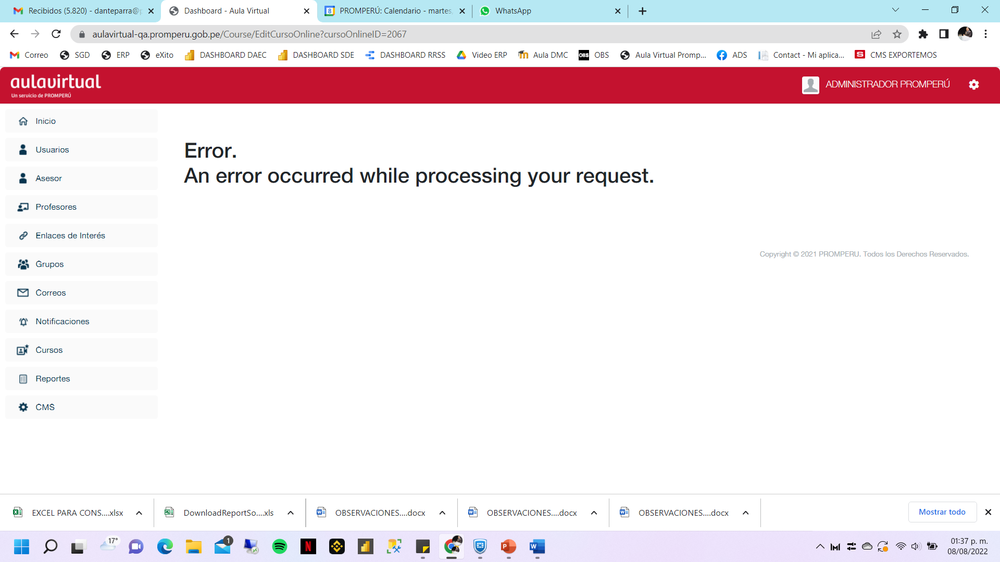 Recibidos (5.820) - danteparra@p
Dashboard - Aula Virtual
8 PROMPERÚ: Calendario - martes,
WhatsApp
aulavirtual-qa.promperu.gob.pe/Course/EditCursoOnline?cursoOnlineID=2067
Correo
SGD
ERP
eXito
DASHBOARD DAEC
DASHBOARD SDE
DASHBOARD RRSS
Video ERP
Aula DMC
OBS
OBS
Aula Virtual Promp...
ADS
Contact - Mi aplica...
S
CMS EXPORTEMOS
aulavirtual
Un servicio de PROMPERÚ
ADMINISTRADOR PROMPERÚ
Inicio
Usuarios
Asesor
Profesores
Enlaces de Interés
Grupos
Correos
Notificaciones
Cursos
Reportes
CMS
Error.
An error occurred while processing your request.
Copyright © 2021 PROMPERU. Todos los Derechos Reservados.
EXCEL PARA CONS....xlsx
DownloadReportSo....xls
OBSERVACIONES....docx
OBSERVACIONES....docx
OBSERVACIONES....docx
Mostrar todo
17°
1
N
P
W
01:37 p. m.
08/08/2022